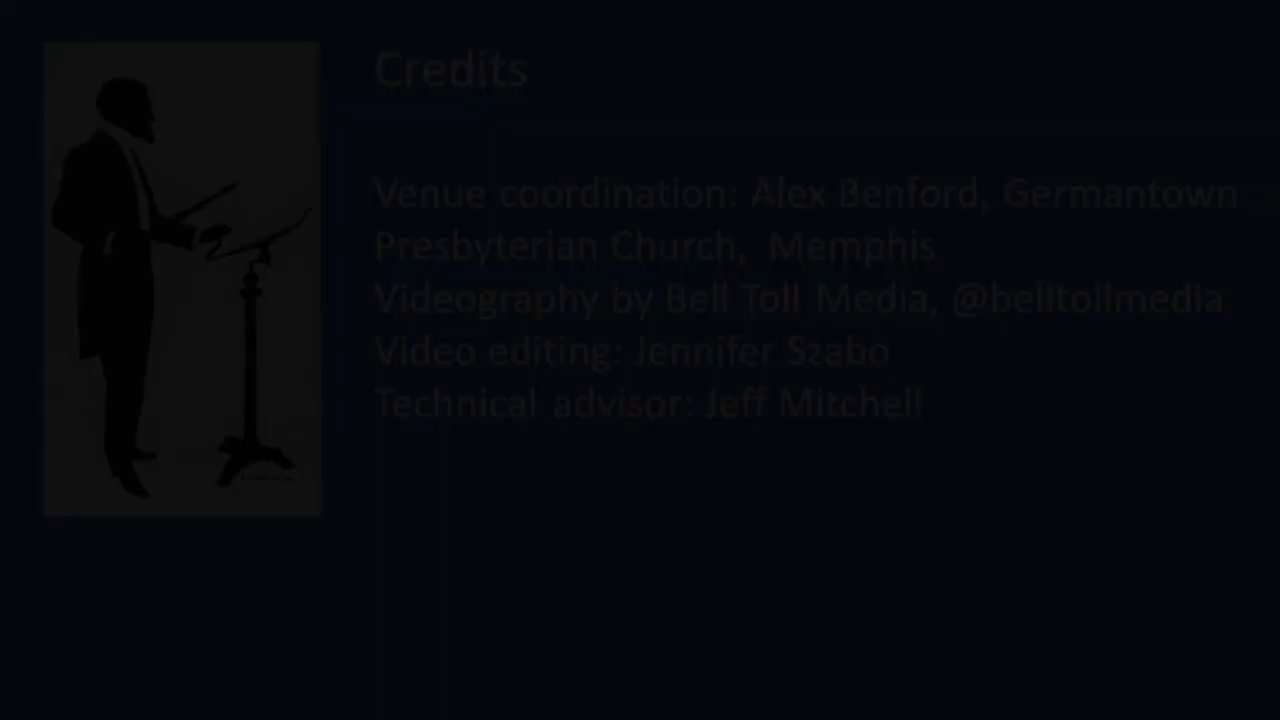 Credits
Venue coordination: Alex Benford, Germantown
Presbyterian Church, Memphis
Videography by Bell Toll Media, @belltollmedia
Video editing: Jennifer Szabo
Technical advisor: Jeff Mitchell